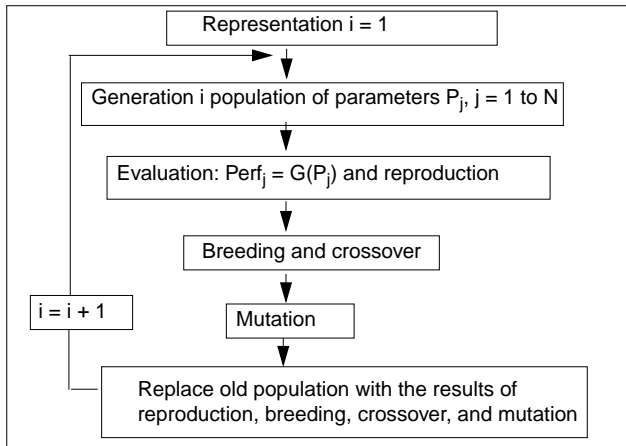 Representation i = 1
Generation i population of parameters Pj, j = 1 to N
Evaluation: Perfj = G(Pj) and reproduction
Breeding and crossover
i = i + 1
Mutation
Replace old population with the results of
reproduction, breeding, crossover, and mutation